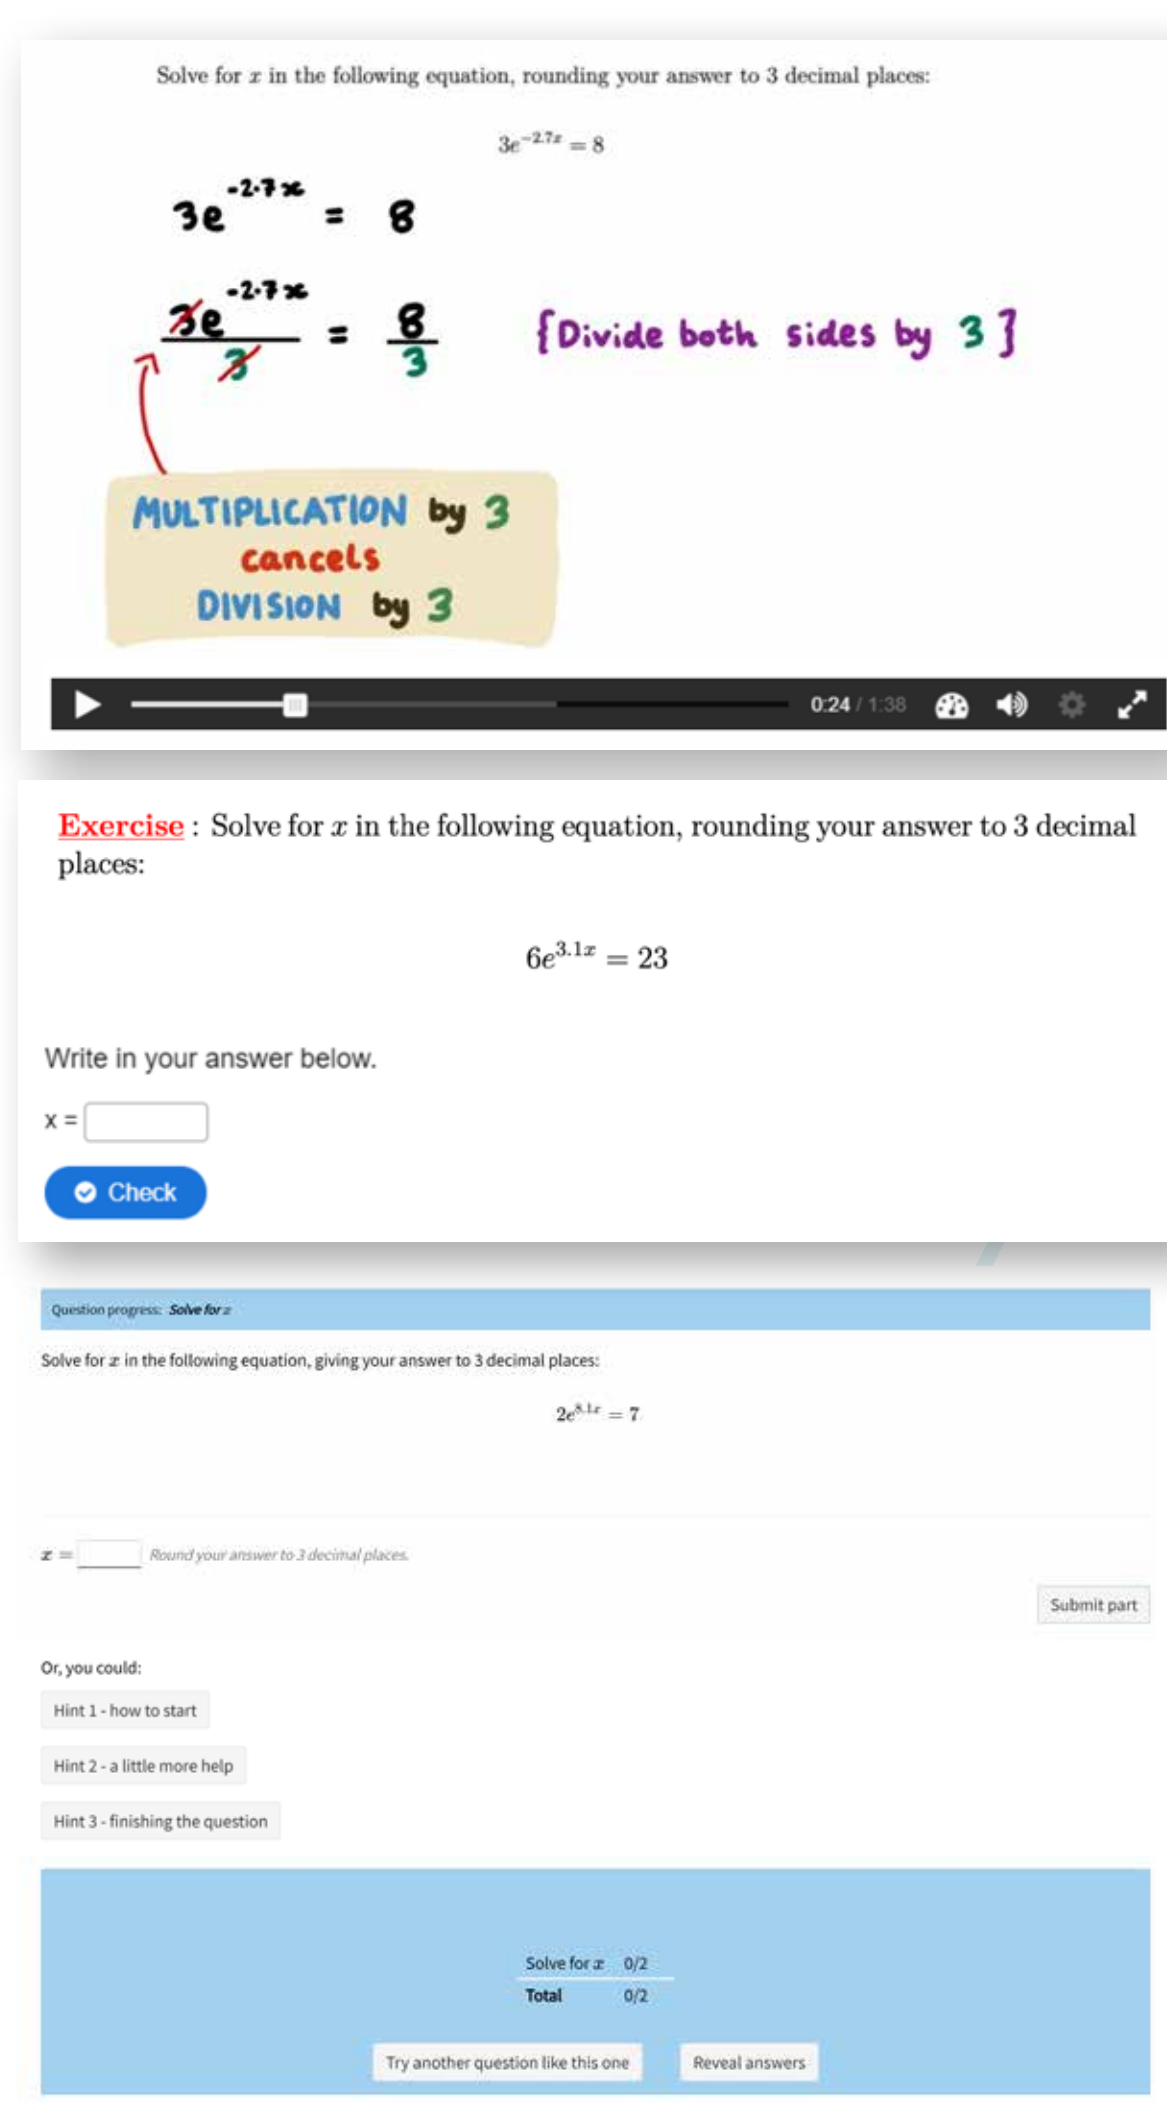 Solve for x in the following equation, rounding your answer to 3 decimal places:
3e^{-2.7x} = 8
3e^{-2.7x} = 8
3e^{-2.7x}/3 = 8/3 {Divide both sides by 3}
MULTIPLICATION by 3
cancels
DIVISION by 3
0:24 / 1:38
Exercise : Solve for x in the following equation, rounding your answer to 3 decimal
places:
6e^{3.1x} = 23
Write in your answer below.
x =
Check
Question progress: Solve for x
Solve for x in the following equation, giving your answer to 3 decimal places:
2e^{8.1x} = 7
x = Round your answer to 3 decimal places.
Submit part
Or, you could:
Hint 1 - how to start
Hint 2 - a little more help
Hint 3 - finishing the question
Solve for x 0/2
Total 0/2
Try another question like this one Reveal answers